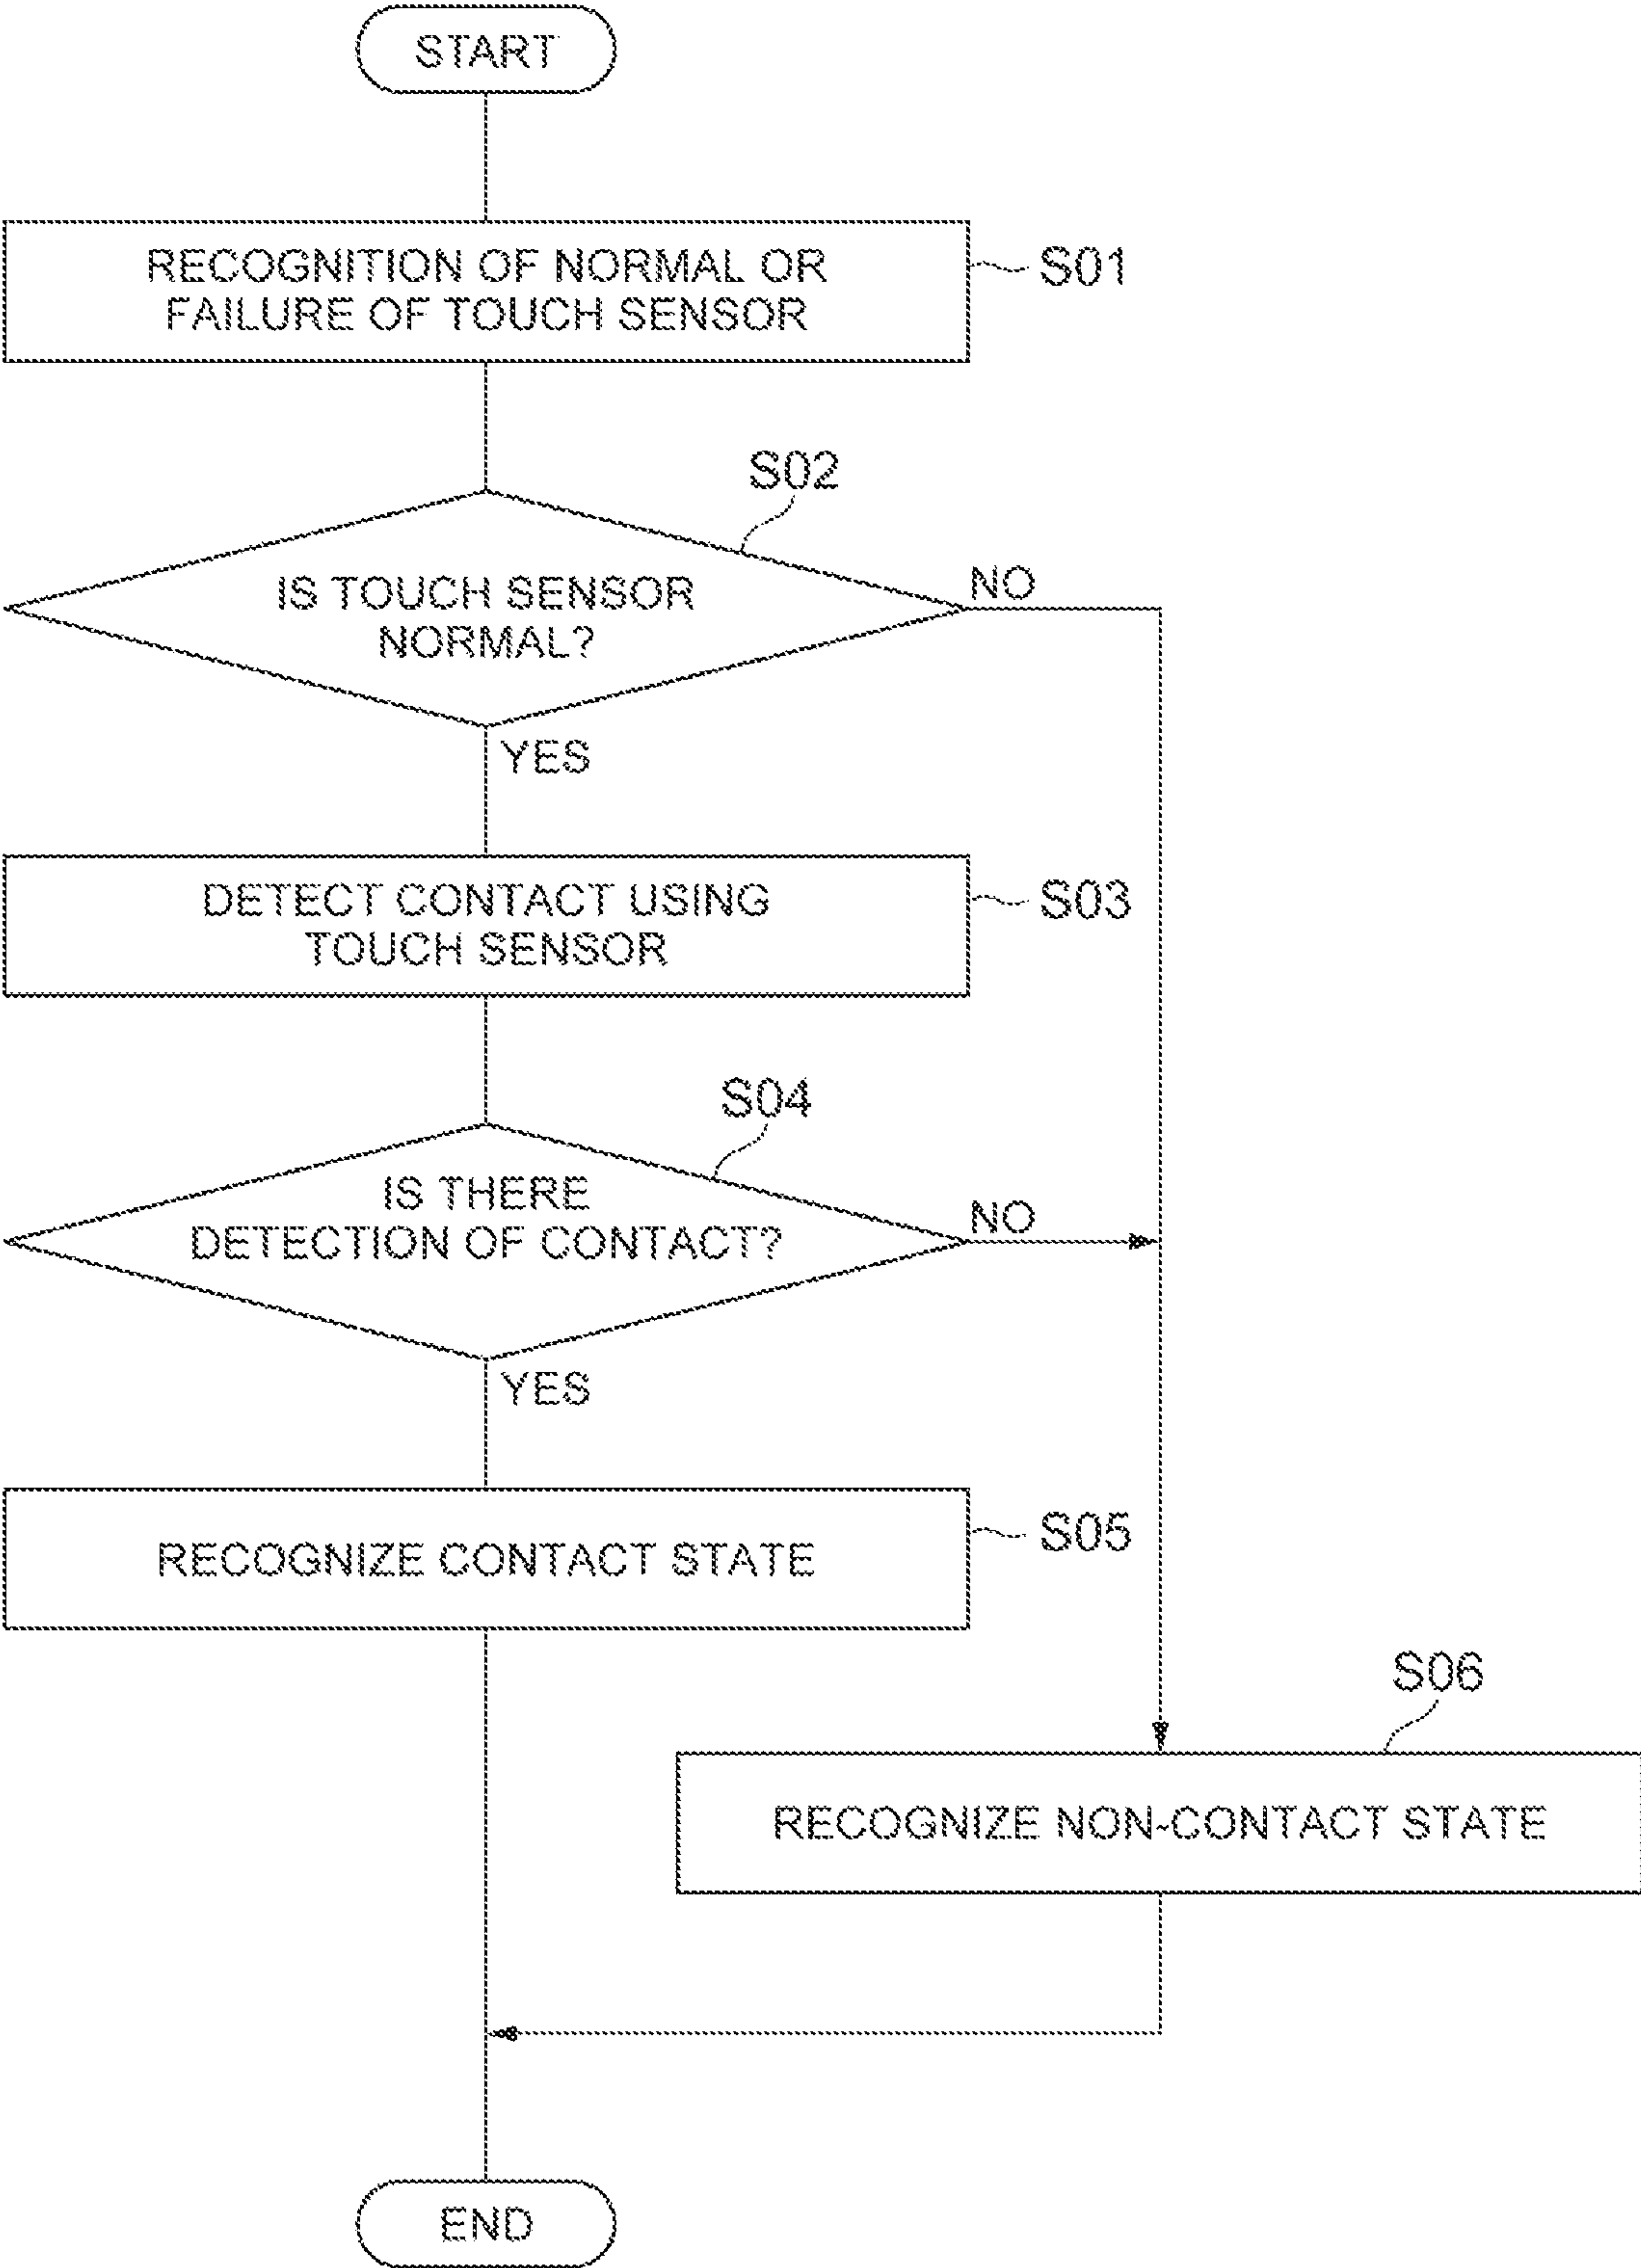 START
RECOGNITION OF NORMAL OR
FAILURE OF TOUCH SENSOR
S01
S02
IS TOUCH SENSOR
NORMAL?
NO
YES
DETECT CONTACT USING
TOUCH SENSOR
S03
S04
IS THERE
DETECTION OF CONTACT?
NO
YES
RECOGNIZE CONTACT STATE
S05
S06
RECOGNIZE NON-CONTACT STATE
END